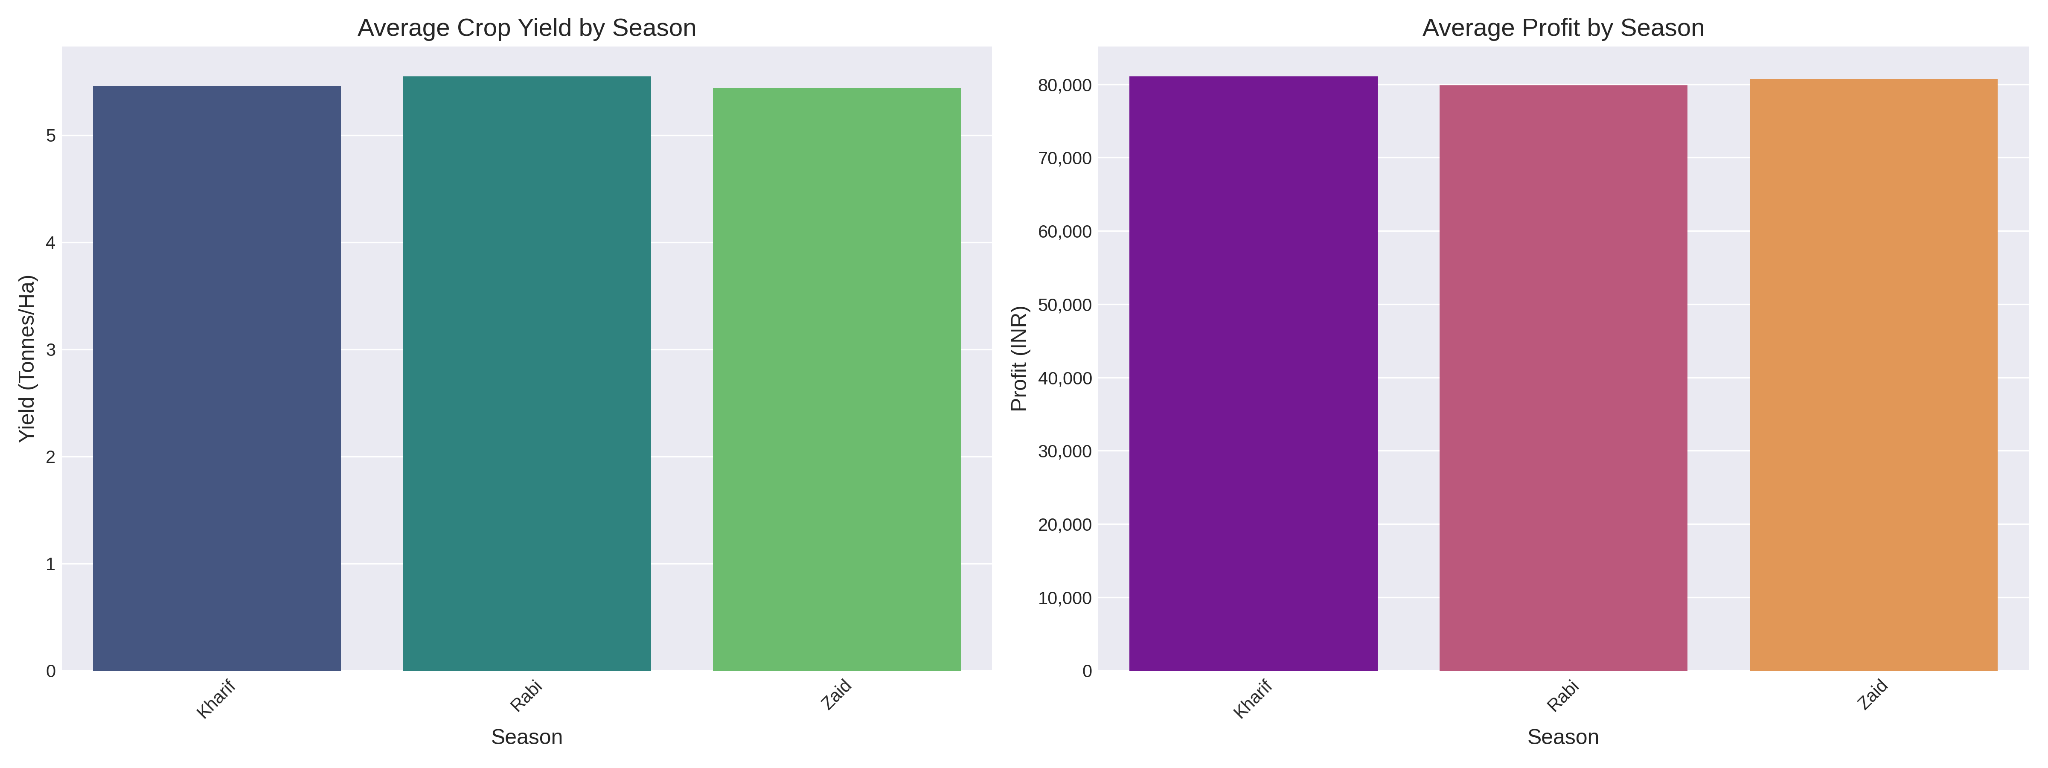 Average Crop Yield by Season
Yield (Tonnes/Ha)
5
4
3
2
1
0
Kharif
Rabi
Zaid
Season
Average Profit by Season
Profit (INR)
80,000
70,000
60,000
50,000
40,000
30,000
20,000
10,000
0
Kharif
Rabi
Zaid
Season